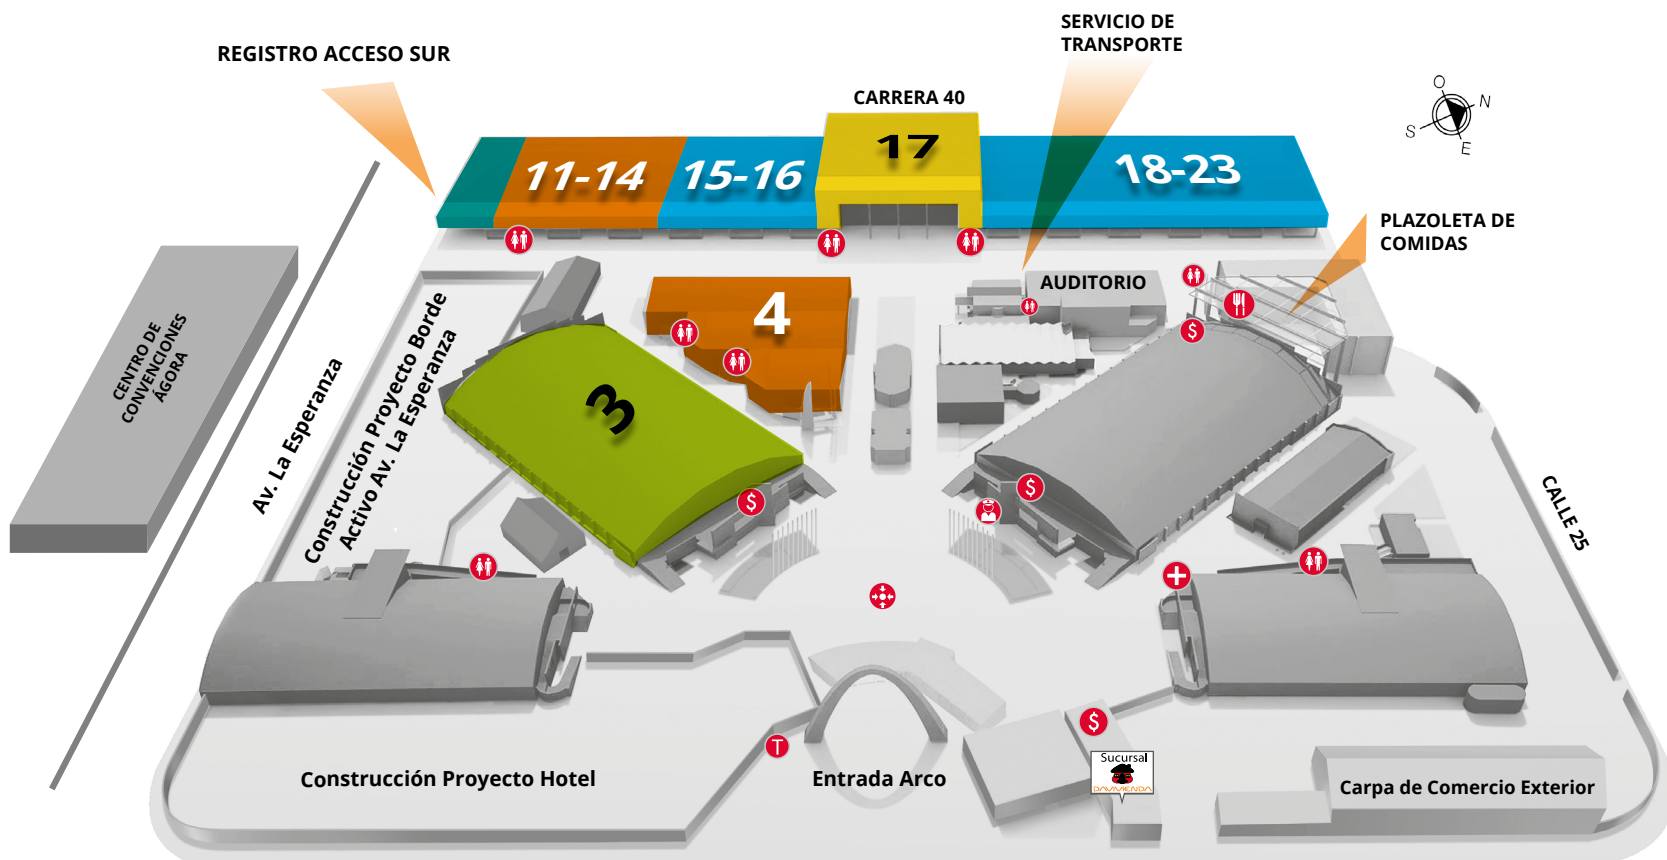 SERVICIO DE
TRANSPORTE
REGISTRO ACCESO SUR
CARRERA 40
O
N
S
E
17
11-14
15-16
18-23
PLAZOLETA DE
COMIDAS
AUDITORIO
4
3
$
CENTRO DE
CONVENCIONES
ÁGORA
Av. La Esperanza
Construcción Proyecto Borde
Activo Av. La Esperanza
$
$
CALLE 25
$
T
Construcción Proyecto Hotel
Entrada Arco
Sucursal
DAVIVIENDA
Carpa de Comercio Exterior